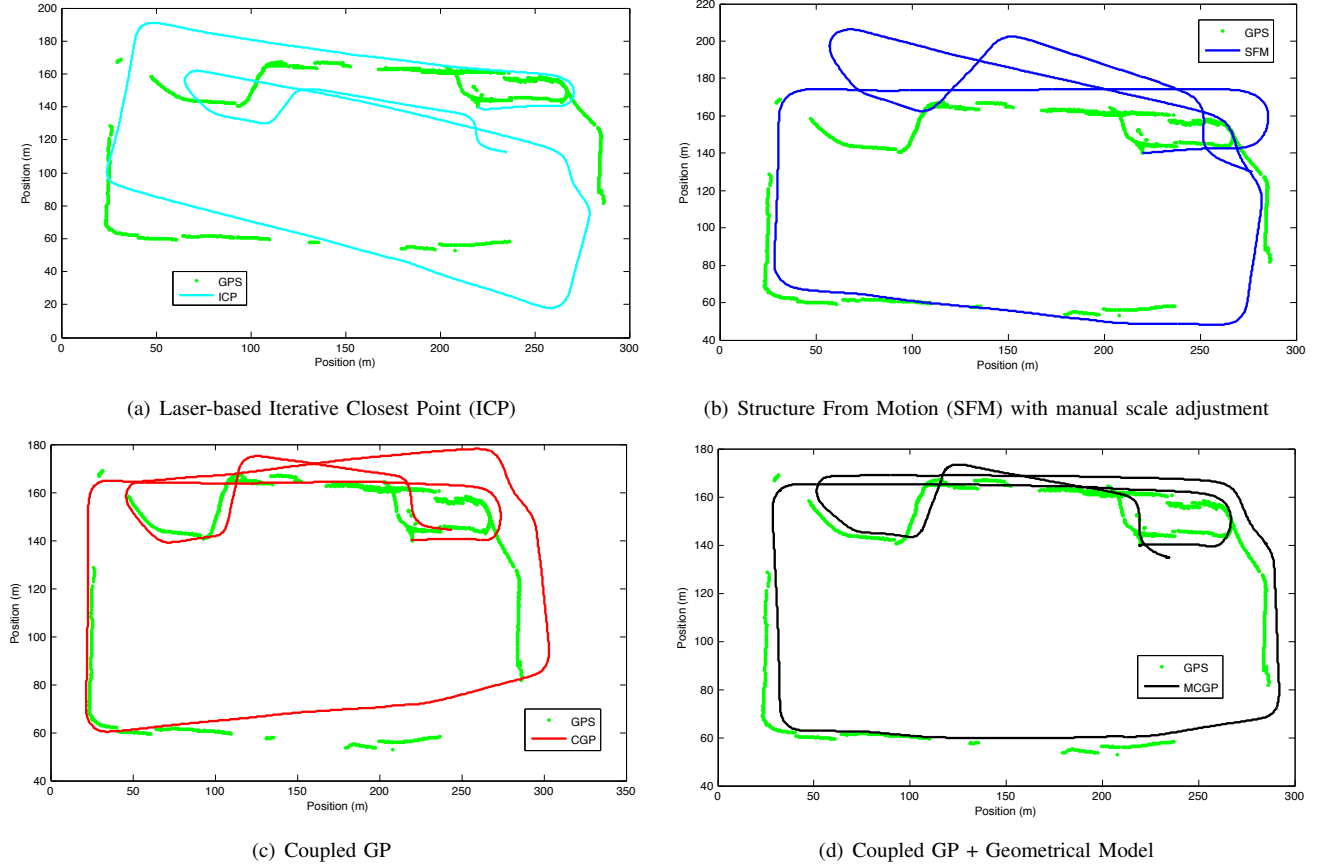 200
180
160
140
120
100
80
60
40
20
0
Position (m)
GPS
ICP
0 50 100 150 200 250 300
Position (m)
(a) Laser-based Iterative Closest Point (ICP)
220
200
180
160
140
120
100
80
60
40
Position (m)
GPS
SFM
0 50 100 150 200 250 300
Position (m)
(b) Structure From Motion (SFM) with manual scale adjustment
180
160
140
120
100
80
60
40
Position (m)
GPS
CGP
0 50 100 150 200 250 300 350
Position (m)
(c) Coupled GP
180
160
140
120
100
80
60
40
Position (m)
GPS
MCGP
0 50 100 150 200 250 300
Position (m)
(d) Coupled GP + Geometrical Model